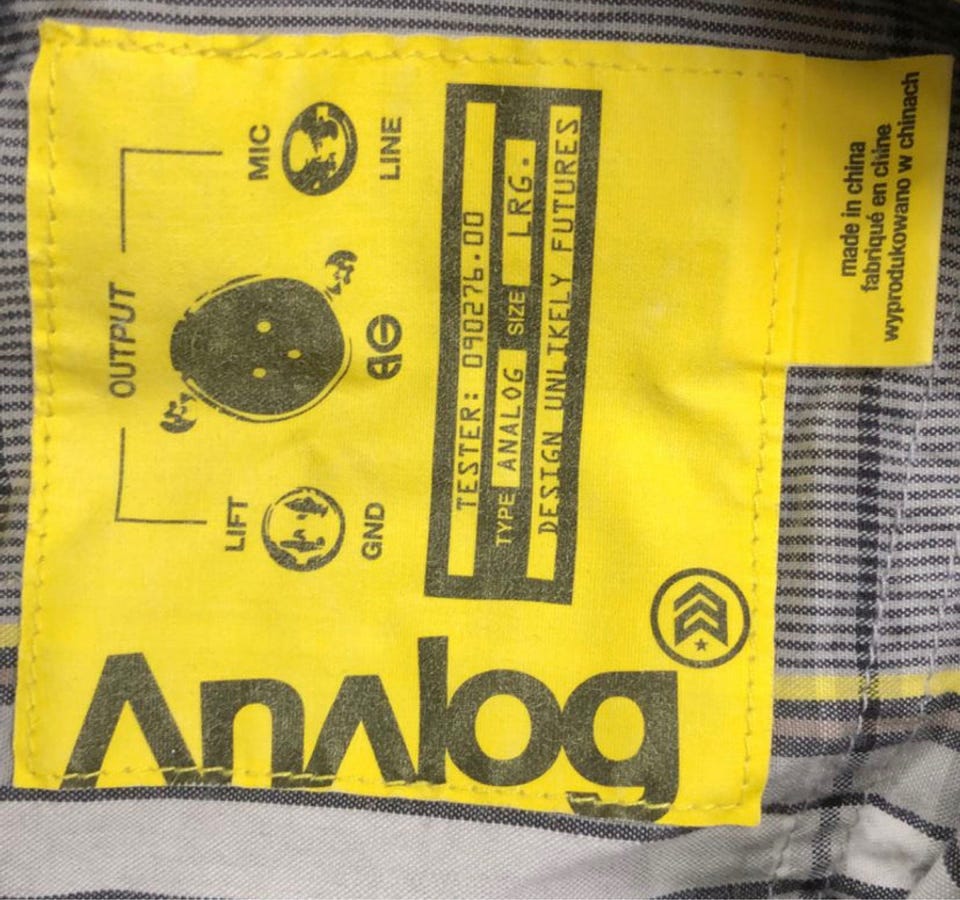 OUTPUT
MIC
LINE
LIFT
GND
AG
TESTER: 090276.00
TYPE ANALOG SIZE LRG.
DESIGN UNLIKELY FUTURES
Analog
made in china
fabriqué en chine
wyprodukowano w chinach